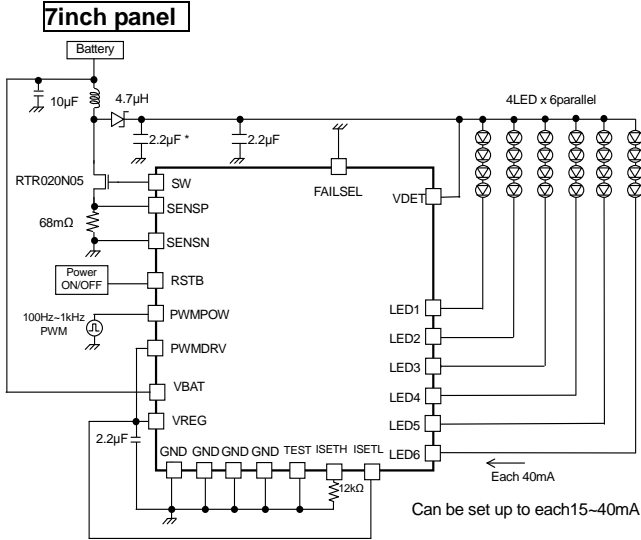 7inch panel
Battery
10μF
4.7μH
4LED x 6parallel
2.2μF *
2.2μF
RTR020N05
SW
FAILSEL
VDET
SENSP
68mΩ
SENSN
Power
ON/OFF
RSTB
100Hz~1kHz
PWM
PWMPOW
LED1
PWMDRV
LED2
LED3
VBAT
LED4
VREG
LED5
2.2μF
GND GND GND GND TEST ISETH ISETL
LED6
12kΩ
Each 40mA
Can be set up to each15~40mA